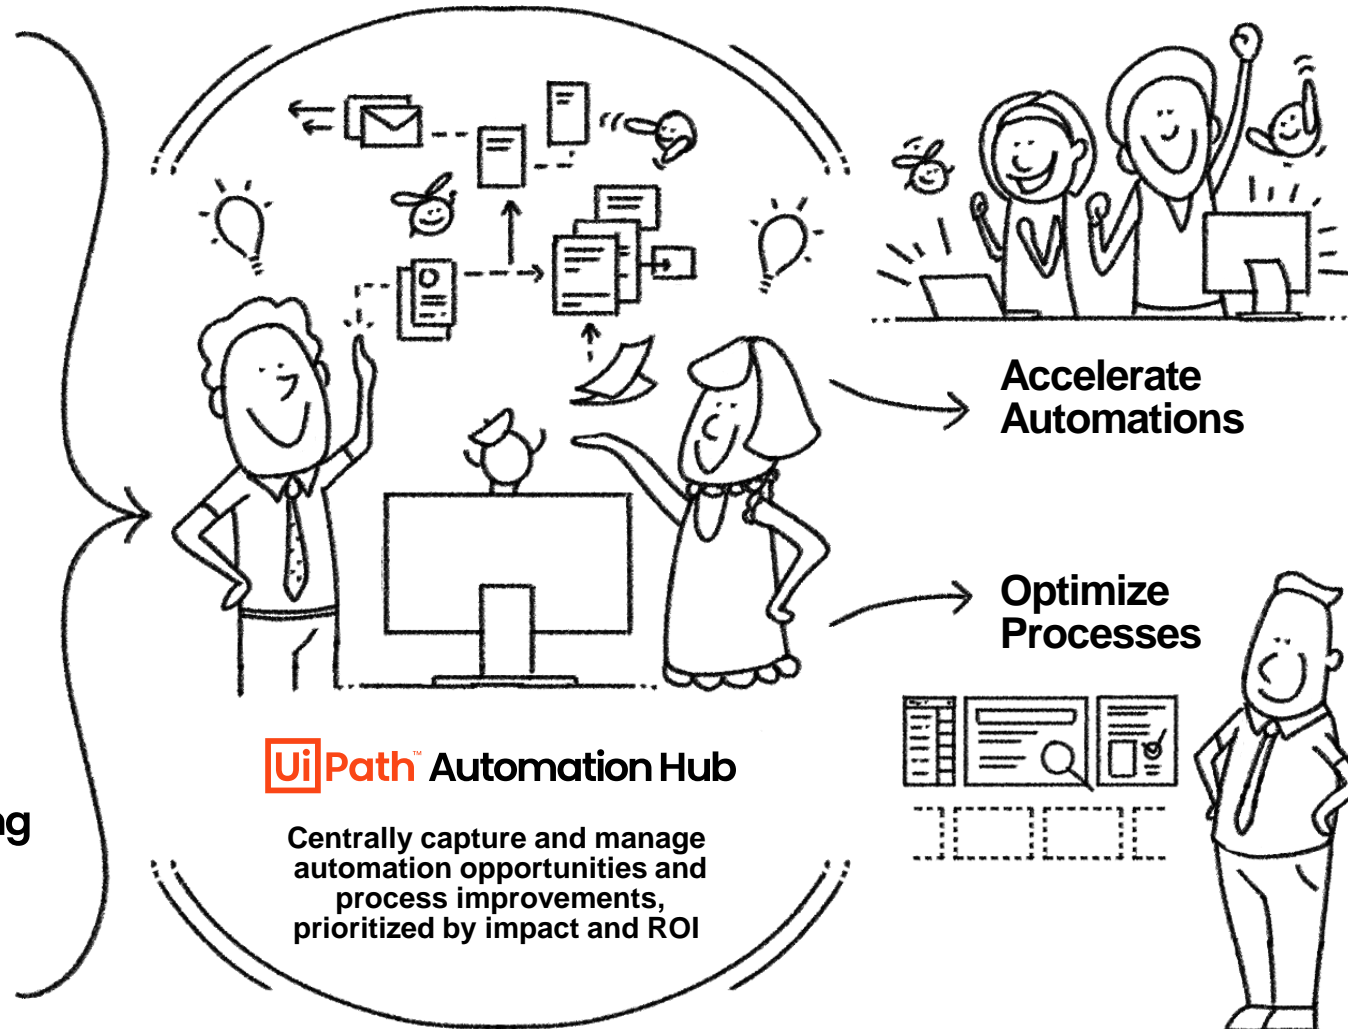 Accelerate
Automations
Optimize
Processes
UiPath™ Automation Hub
Centrally capture and manage
automation opportunities and
process improvements,
prioritized by impact and ROI